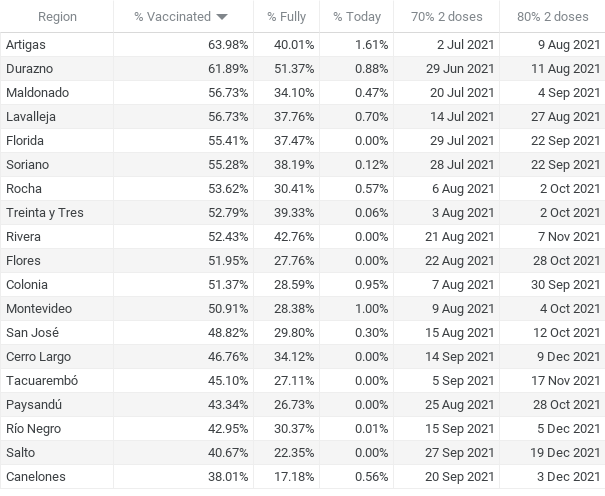 Region % Vaccinated % Fully % Today 70% 2 doses 80% 2 doses
Artigas 63.98% 40.01% 1.61% 2 Jul 2021 9 Aug 2021
Durazno 61.89% 51.37% 0.88% 29 Jun 2021 11 Aug 2021
Maldonado 56.73% 34.10% 0.47% 20 Jul 2021 4 Sep 2021
Lavalleja 56.73% 37.76% 0.70% 14 Jul 2021 27 Aug 2021
Florida 55.41% 37.47% 0.00% 29 Jul 2021 22 Sep 2021
Soriano 55.28% 38.19% 0.12% 28 Jul 2021 22 Sep 2021
Rocha 53.62% 30.41% 0.57% 6 Aug 2021 2 Oct 2021
Treinta y Tres 52.79% 39.33% 0.06% 3 Aug 2021 2 Oct 2021
Rivera 52.43% 42.76% 0.00% 21 Aug 2021 7 Nov 2021
Flores 51.95% 27.76% 0.00% 22 Aug 2021 28 Oct 2021
Colonia 51.37% 28.59% 0.95% 7 Aug 2021 30 Sep 2021
Montevideo 50.91% 28.38% 1.00% 9 Aug 2021 4 Oct 2021
San José 48.82% 29.80% 0.30% 15 Aug 2021 12 Oct 2021
Cerro Largo 46.76% 34.12% 0.00% 14 Sep 2021 9 Dec 2021
Tacuarembó 45.10% 27.11% 0.00% 5 Sep 2021 17 Nov 2021
Paysandú 43.34% 26.73% 0.00% 25 Aug 2021 28 Oct 2021
Río Negro 42.95% 30.37% 0.01% 15 Sep 2021 5 Dec 2021
Salto 40.67% 22.35% 0.00% 27 Sep 2021 19 Dec 2021
Canelones 38.01% 17.18% 0.56% 20 Sep 2021 3 Dec 2021